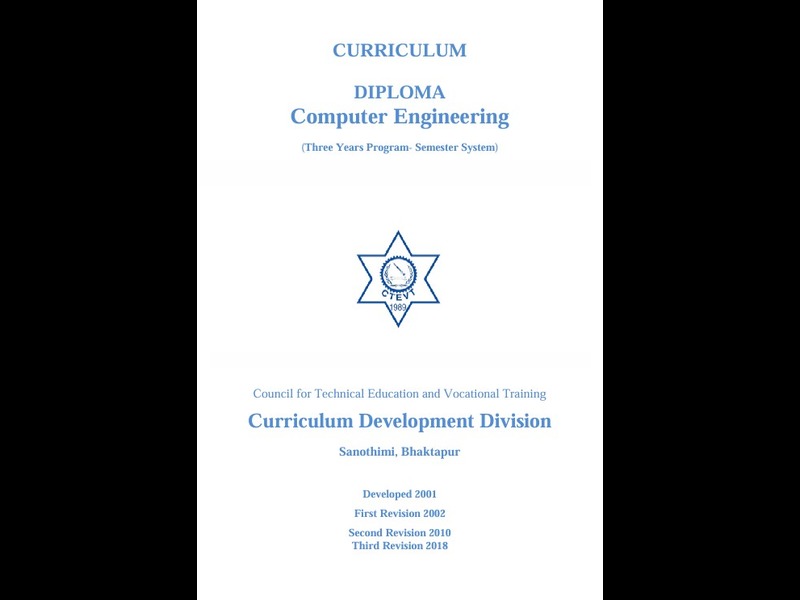 CURRICULUM
DIPLOMA
Computer Engineering
(Three Years Program- Semester System)
CTEVT
1989
Council for Technical Education and Vocational Training
Curriculum Development Division
Sanothimi, Bhaktapur
Developed 2001
First Revision 2002
Second Revision 2010
Third Revision 2018